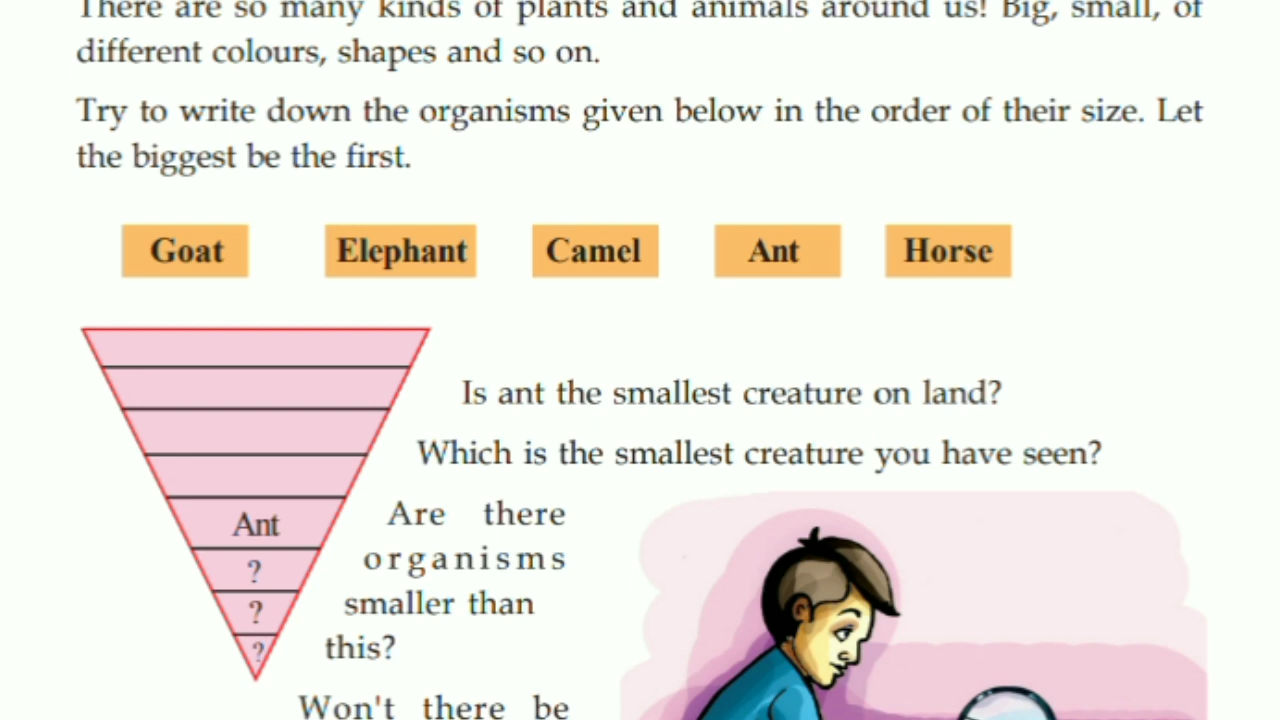 There are so many kinds of plants and animals around us! Big, small, of
different colours, shapes and so on.
Try to write down the organisms given below in the order of their size. Let
the biggest be the first.
Goat Elephant Camel Ant Horse
Is ant the smallest creature on land?
Which is the smallest creature you have seen?
Ant
?
?
?
Are there
organisms
smaller than
this?
Won't there be